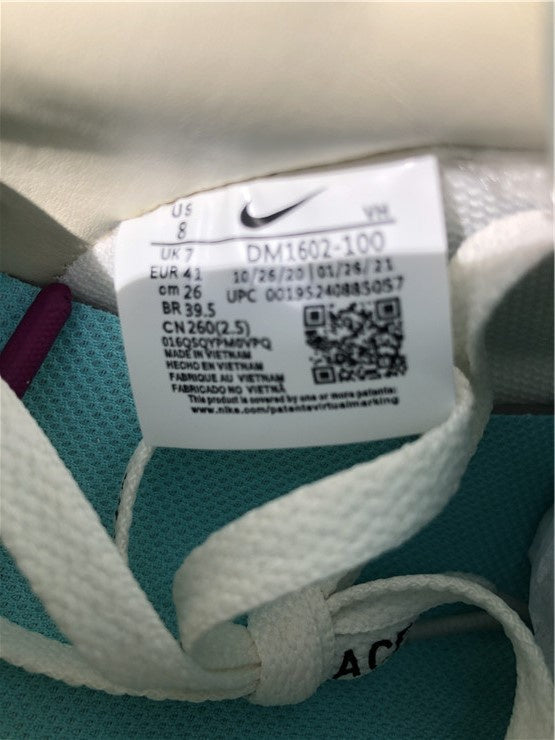 US
8
VN
UK 7
DM1602-100
EUR 41
10/26/20 | 01/26/21
cm 26
UPC 00195240885057
BR 39.5
CN 260(2.5)
016QSQYPM0VPQ
MADE IN VIETNAM
HECHO EN VIETNAM
FABRIQUE AU VIETNAM
FABRICADO NO VIETNÃ
This product is covered by one or more patents:
www.nike.com/patentsvirtualmarking